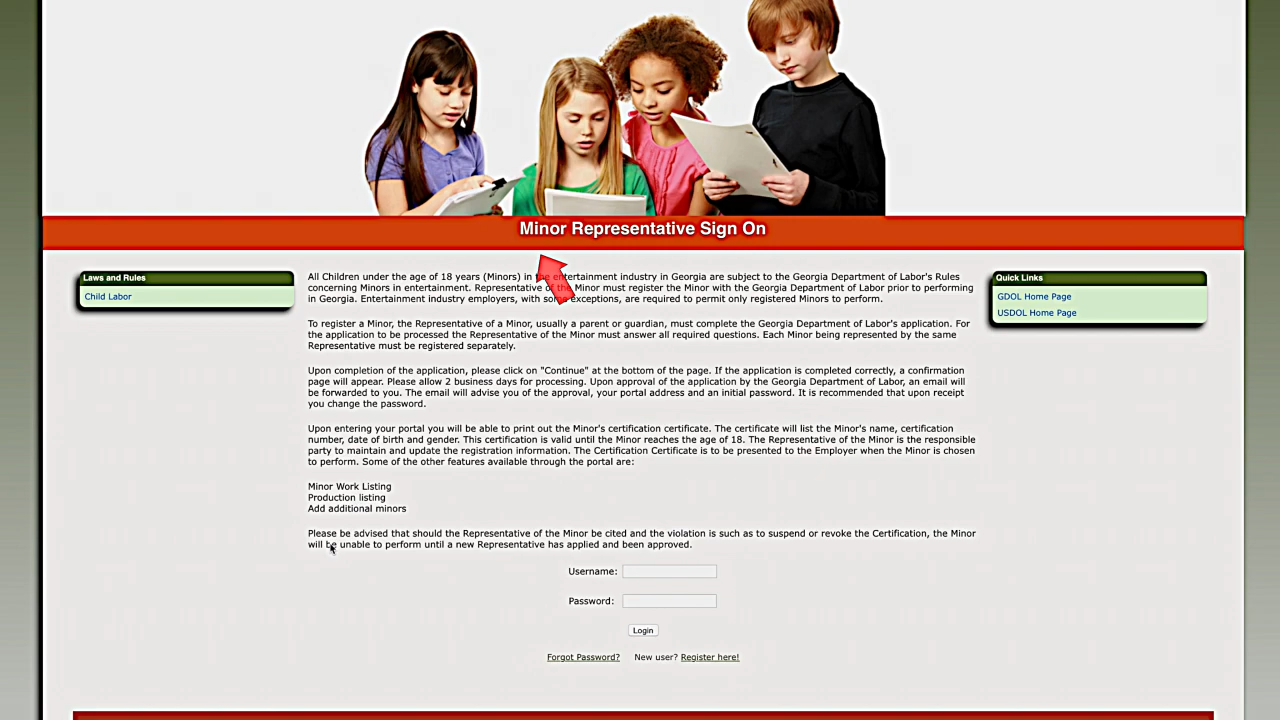 Minor Representative Sign On
Laws and Rules
Child Labor
All Children under the age of 18 years (Minors) in the entertainment industry in Georgia are subject to the Georgia Department of Labor's Rules
concerning Minors in entertainment. Representative of the Minor must register the Minor with the Georgia Department of Labor prior to performing
in Georgia. Entertainment industry employers, with some exceptions, are required to permit only registered Minors to perform.
To register a Minor, the Representative of a Minor, usually a parent or guardian, must complete the Georgia Department of Labor's application. For
the application to be processed the Representative of the Minor must answer all required questions. Each Minor being represented by the same
Representative must be registered separately.
Upon completion of the application, please click on "Continue" at the bottom of the page. If the application is completed correctly, a confirmation
page will appear. Please allow 2 business days for processing. Upon approval of the application by the Georgia Department of Labor, an email will
be forwarded to you. The email will advise you of the approval, your portal address and an initial password. It is recommended that upon receipt
you change the password.
Upon entering your portal you will be able to print out the Minor's certification certificate. The certificate will list the Minor's name, certification
number, date of birth and gender. This certification is valid until the Minor reaches the age of 18. The Representative of the Minor is the responsible
party to maintain and update the registration information. The Certification Certificate is to be presented to the Employer when the Minor is chosen
to perform. Some of the other features available through the portal are:
Minor Work Listing
Production listing
Add additional minors
Please be advised that should the Representative of the Minor be cited and the violation is such as to suspend or revoke the Certification, the Minor
will be unable to perform until a new Representative has applied and been approved.
Username:
Password:
Login
Forgot Password? New user? Register here!
Quick Links
GDOL Home Page
USDOL Home Page